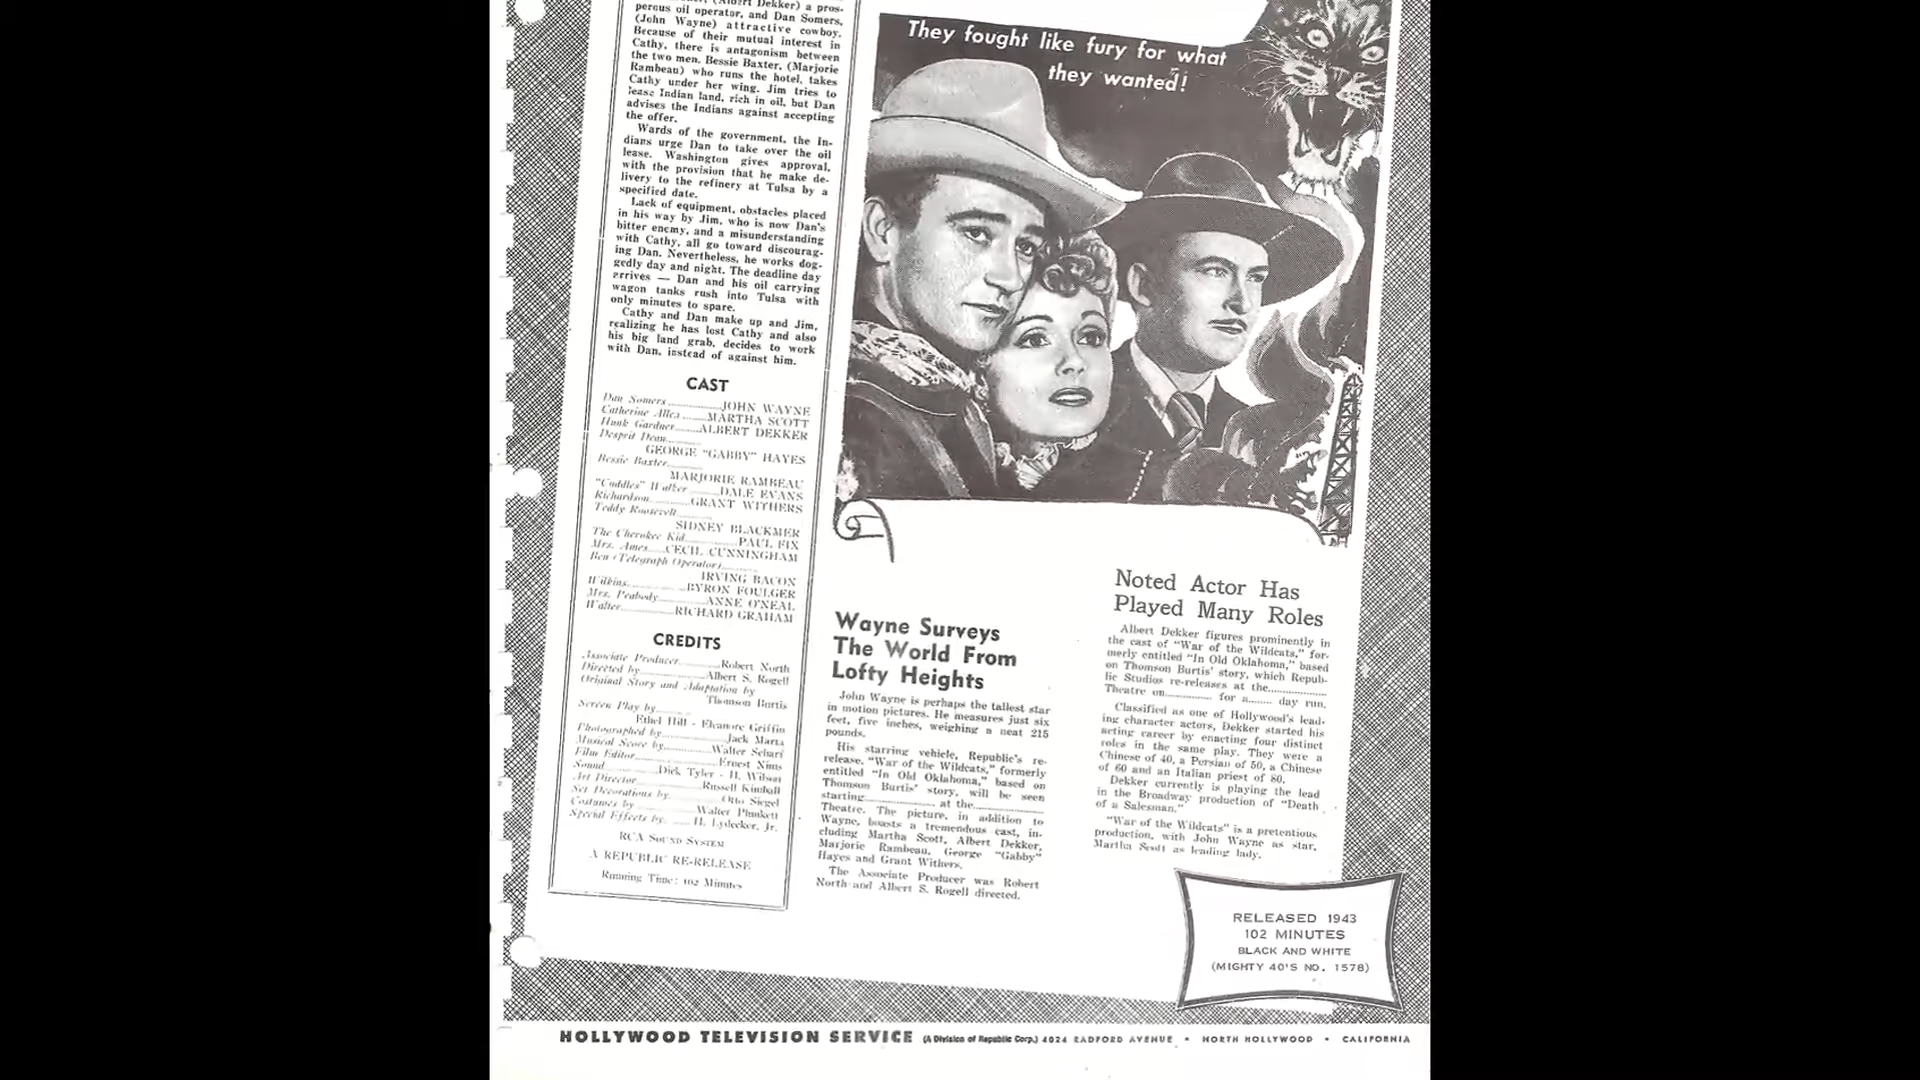 (Albert Dekker) a pros-
perous oil operator, and Dan Somers,
(John Wayne) attractive cowboy.
Because of their mutual interest in
Cathy, there is antagonism between
the two men. Bessie Baxter, (Marjorie
Rambeau) who runs the hotel, takes
Cathy under her wing. Jim tries to
lease Indian land, rich in oil, but Dan
advises the Indians against accepting
the offer.
Wards of the government, the In-
dians urge Dan to take over the oil
lease. Washington gives approval,
with the provision that he make de-
livery to the refinery at Tulsa by a
specified date.
Lack of equipment, obstacles placed
in his way by Jim, who is now Dan's
bitter enemy, and a misunderstanding
with Cathy, all go toward discourag-
ing Dan. Nevertheless, he works dog-
gedly day and night. The deadline day
arrives — Dan and his oil carrying
wagon tanks rush into Tulsa with
only minutes to spare.
Cathy and Dan make up and Jim,
realizing he has lost Cathy and also
his big land grab, decides to work
with Dan, instead of against him.
CAST
Dan Somers..........JOHN WAYNE
Catherine Allen......MARTHA SCOTT
Hunk Gardner......ALBERT DEKKER
Desprit Dean..........
GEORGE "GABBY" HAYES
Bessie Baxter..........
MARJORIE RAMBEAU
"Cuddles" Walker......DALE EVANS
Richardson..........GRANT WITHERS
Teddy Roosevelt..........
SIDNEY BLACKMER
The Cherokee Kid..........PAUL FIX
Mrs. Ames.....CECIL CUNNINGHAM
Ben (Telegraph Operator)..........
IRVING BACON
Wilkins..........BYRON FOULGER
Mrs. Peabody..........ANNE O'NEAL
Walter..........RICHARD GRAHAM
CREDITS
Associate Producer..........Robert North
Directed by..........Albert S. Rogell
Original Story and Adaptation by
Thomson Burtis
Screen Play by..........
Ethel Hill - Eleanore Griffin
Photographed by..........Jack Marta
Musical Score by..........Walter Scharf
Film Editor..........Ernest Nims
Sound..........Dick Tyler - H. Wilson
Art Director..........Russell Kimball
Set Decorations by..........Otto Siegel
Costumes by..........Walter Plunkett
Special Effects by.....H. Lydecker, Jr.
RCA SOUND SYSTEM
A REPUBLIC RE-RELEASE
Running Time: 102 Minutes
They fought like fury for what
they wanted!
Wayne Surveys
The World From
Lofty Heights
John Wayne is perhaps the tallest star
in motion pictures. He measures just six
feet, five inches, weighing a neat 215
pounds.
His starring vehicle, Republic's re-
release, "War of the Wildcats," formerly
entitled "In Old Oklahoma," based on
Thomson Burtis' story, will be seen
starting.................... at the....................
Theatre. The picture, in addition to
Wayne, boasts a tremendous cast, in-
cluding Martha Scott, Albert Dekker,
Marjorie Rambeau, George "Gabby"
Hayes and Grant Withers.
The Associate Producer was Robert
North and Albert S. Rogell directed.
Noted Actor Has
Played Many Roles
Albert Dekker figures prominently in
the cast of "War of the Wildcats," for-
merly entitled "In Old Oklahoma," based
on Thomson Burtis' story, which Repub-
lic Studios re-releases at the....................
Theatre on.............. for a........ day run.
Classified as one of Hollywood's lead-
ing character actors, Dekker started his
acting career by enacting four distinct
roles in the same play. They were a
Chinese of 40, a Persian of 50, a Chinese
of 60 and an Italian priest of 80.
Dekker currently is playing the lead
in the Broadway production of "Death
of a Salesman."
"War of the Wildcats" is a pretentious
production, with John Wayne as star,
Martha Scott as leading lady.
RELEASED 1943
102 MINUTES
BLACK AND WHITE
(MIGHTY 40'S NO. 1578)
HOLLYWOOD TELEVISION SERVICE (A Division of Republic Corp.) 4024 RADFORD AVENUE • NORTH HOLLYWOOD • CALIFORNIA